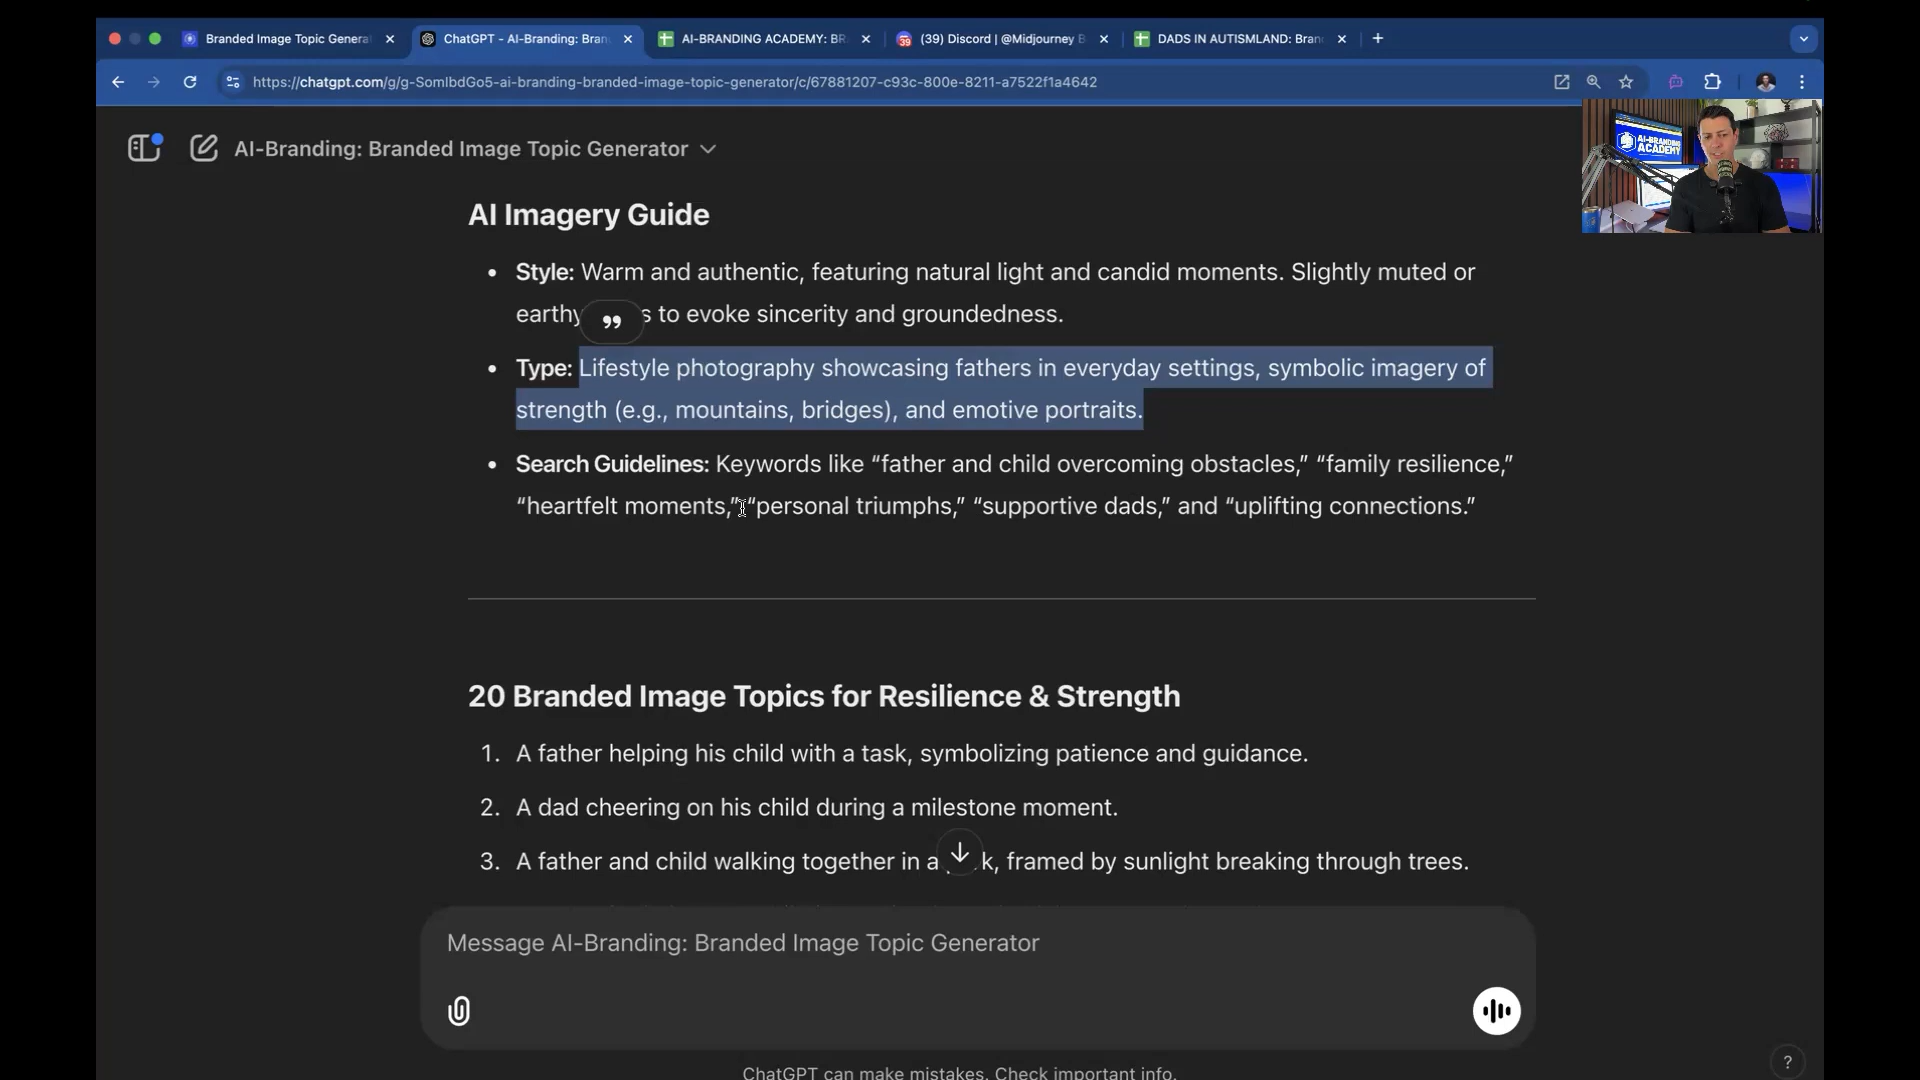 Branded Image Topic Genera
ChatGPT - AI-Branding: Bran
AI-BRANDING ACADEMY: BR
(39) Discord | @Midjourney B
DADS IN AUTISMLAND: Bran
https://chatgpt.com/g/g-SomIbdGo5-ai-branding-branded-image-topic-generator/c/67881207-c93c-800e-8211-a7522f1a4642
AI-Branding: Branded Image Topic Generator
AI-BRANDING
ACADEMY
AI Imagery Guide
• Style: Warm and authentic, featuring natural light and candid moments. Slightly muted or
earthy s to evoke sincerity and groundedness.
• Type: Lifestyle photography showcasing fathers in everyday settings, symbolic imagery of
strength (e.g., mountains, bridges), and emotive portraits.
• Search Guidelines: Keywords like “father and child overcoming obstacles,” “family resilience,”
“heartfelt moments,” “personal triumphs,” “supportive dads,” and “uplifting connections.”
20 Branded Image Topics for Resilience & Strength
1. A father helping his child with a task, symbolizing patience and guidance.
2. A dad cheering on his child during a milestone moment.
3. A father and child walking together in a k, framed by sunlight breaking through trees.
Message AI-Branding: Branded Image Topic Generator
ChatGPT can make mistakes. Check important info.
?